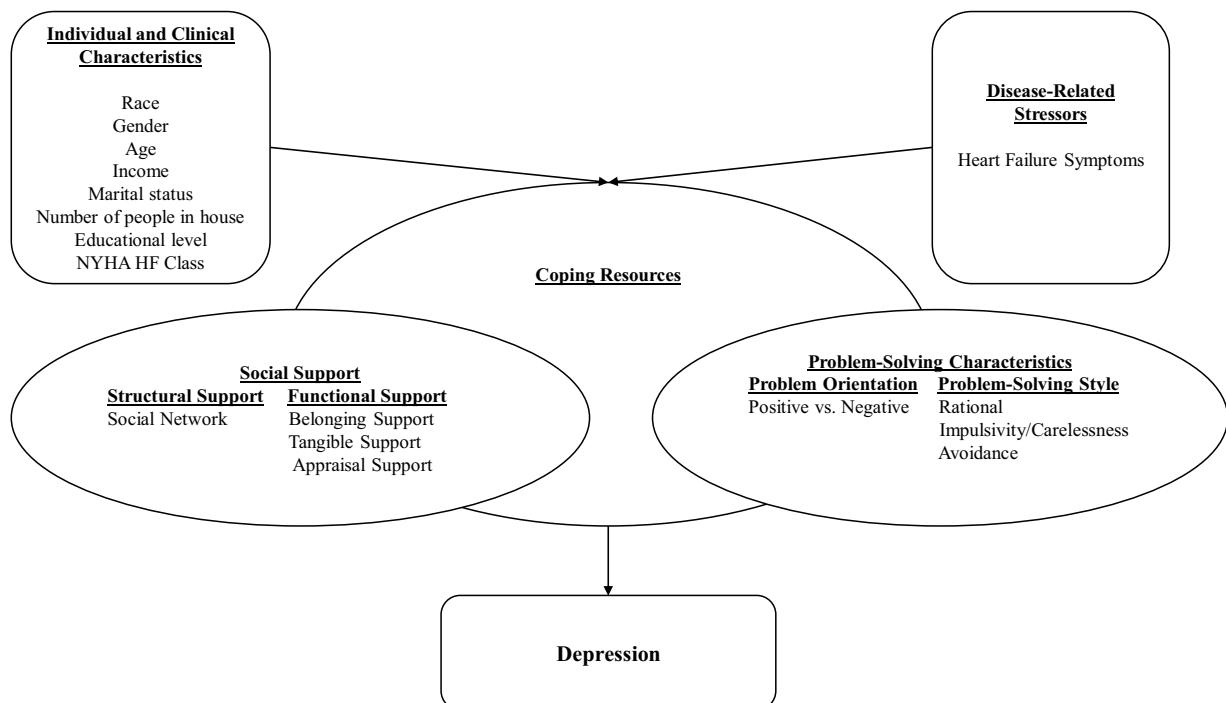 Individual and Clinical
Characteristics
Race
Gender
Age
Income
Marital status
Number of people in house
Educational level
NYHA HF Class
Disease-Related
Stressors
Heart Failure Symptoms
Coping Resources
Social Support
Structural Support Functional Support
Social Network Belonging Support
Tangible Support
Appraisal Support
Problem-Solving Characteristics
Problem Orientation Problem-Solving Style
Positive vs. Negative Rational
Impulsivity/Carelessness
Avoidance
Depression